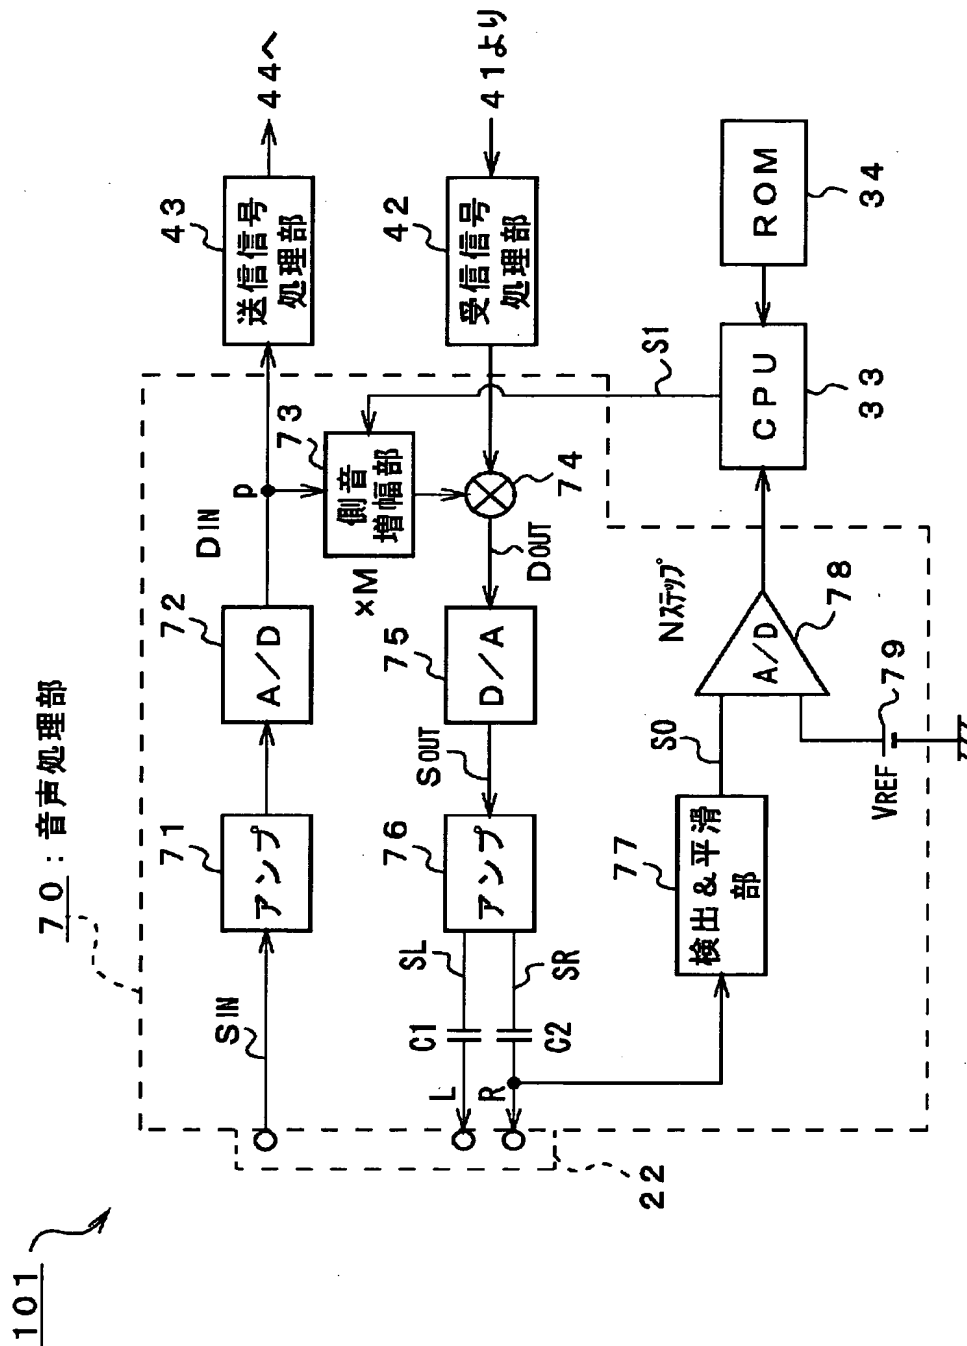 101
70:音声処理部
SIN
71
アンプ
72
A/D
DIN
p
43
送信信号
処理部
44へ
73
側音
増幅部
×M
22
L
R
C1
C2
SL
SR
76
アンプ
SOUT
75
D/A
DOUT
74
42
受信信号
処理部
41より
S1
77
検出&平滑
部
S0
VREF
79
A/D
78
Nステップ
CPU
33
ROM
34